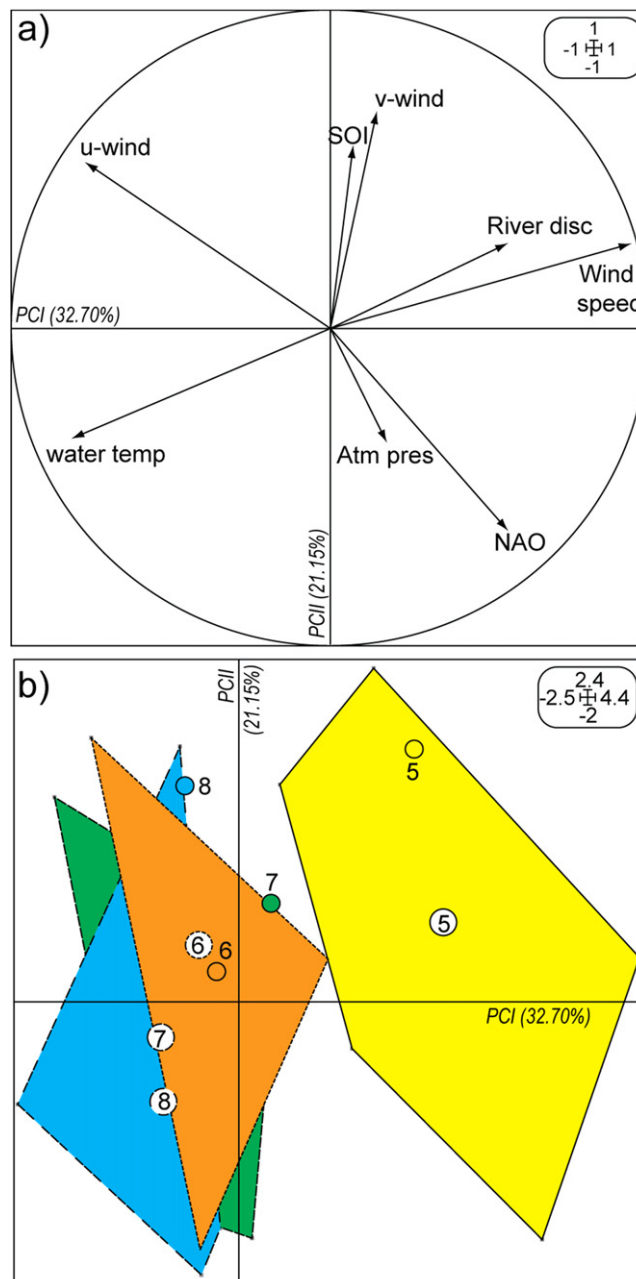 a)
1
-1 1
-1
v-wind
SOI
u-wind
River disc
Wind
speed
PCI (32.70%)
water temp
Atm pres
NAO
PCII (21.15%)
b)
PCII
(21.15%)
2.4
-2.5 4.4
-2
5
8
7
5
6
6
PCI (32.70%)
7
8